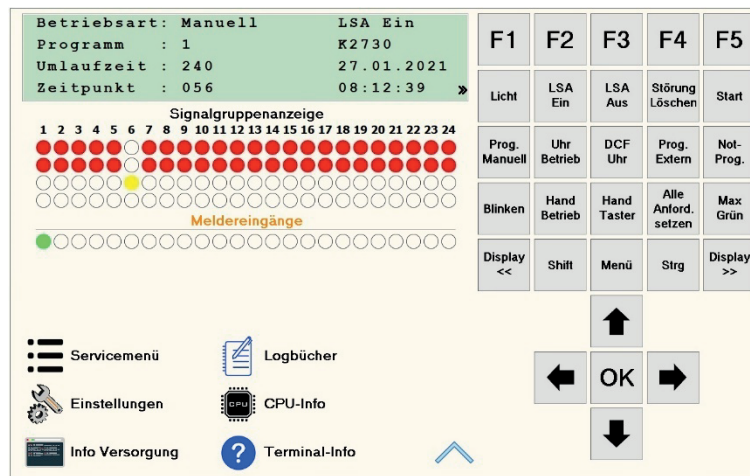 Betriebsart: Manuell LSA Ein
Programm : 1 K2730
Umlaufzeit : 240 27.01.2021
Zeitpunkt : 056 08:12:39 »
Signalgruppenanzeige
1 2 3 4 5 6 7 8 9 10 11 12 13 14 15 16 17 18 19 20 21 22 23 24
Meldereingänge
Servicemenü Logbücher
Einstellungen CPU CPU-Info
Info Versorgung ? Terminal-Info
F1 F2 F3 F4 F5
Licht
LSA
Ein
LSA
Aus
Störung
Löschen
Start
Prog.
Manuell
Uhr
Betrieb
DCF
Uhr
Prog.
Extern
Not-
Prog.
Blinken
Hand
Betrieb
Hand
Taster
Alle
Anford.
setzen
Max
Grün
Display
<<
Shift
Menü
Strg
Display
>>
OK